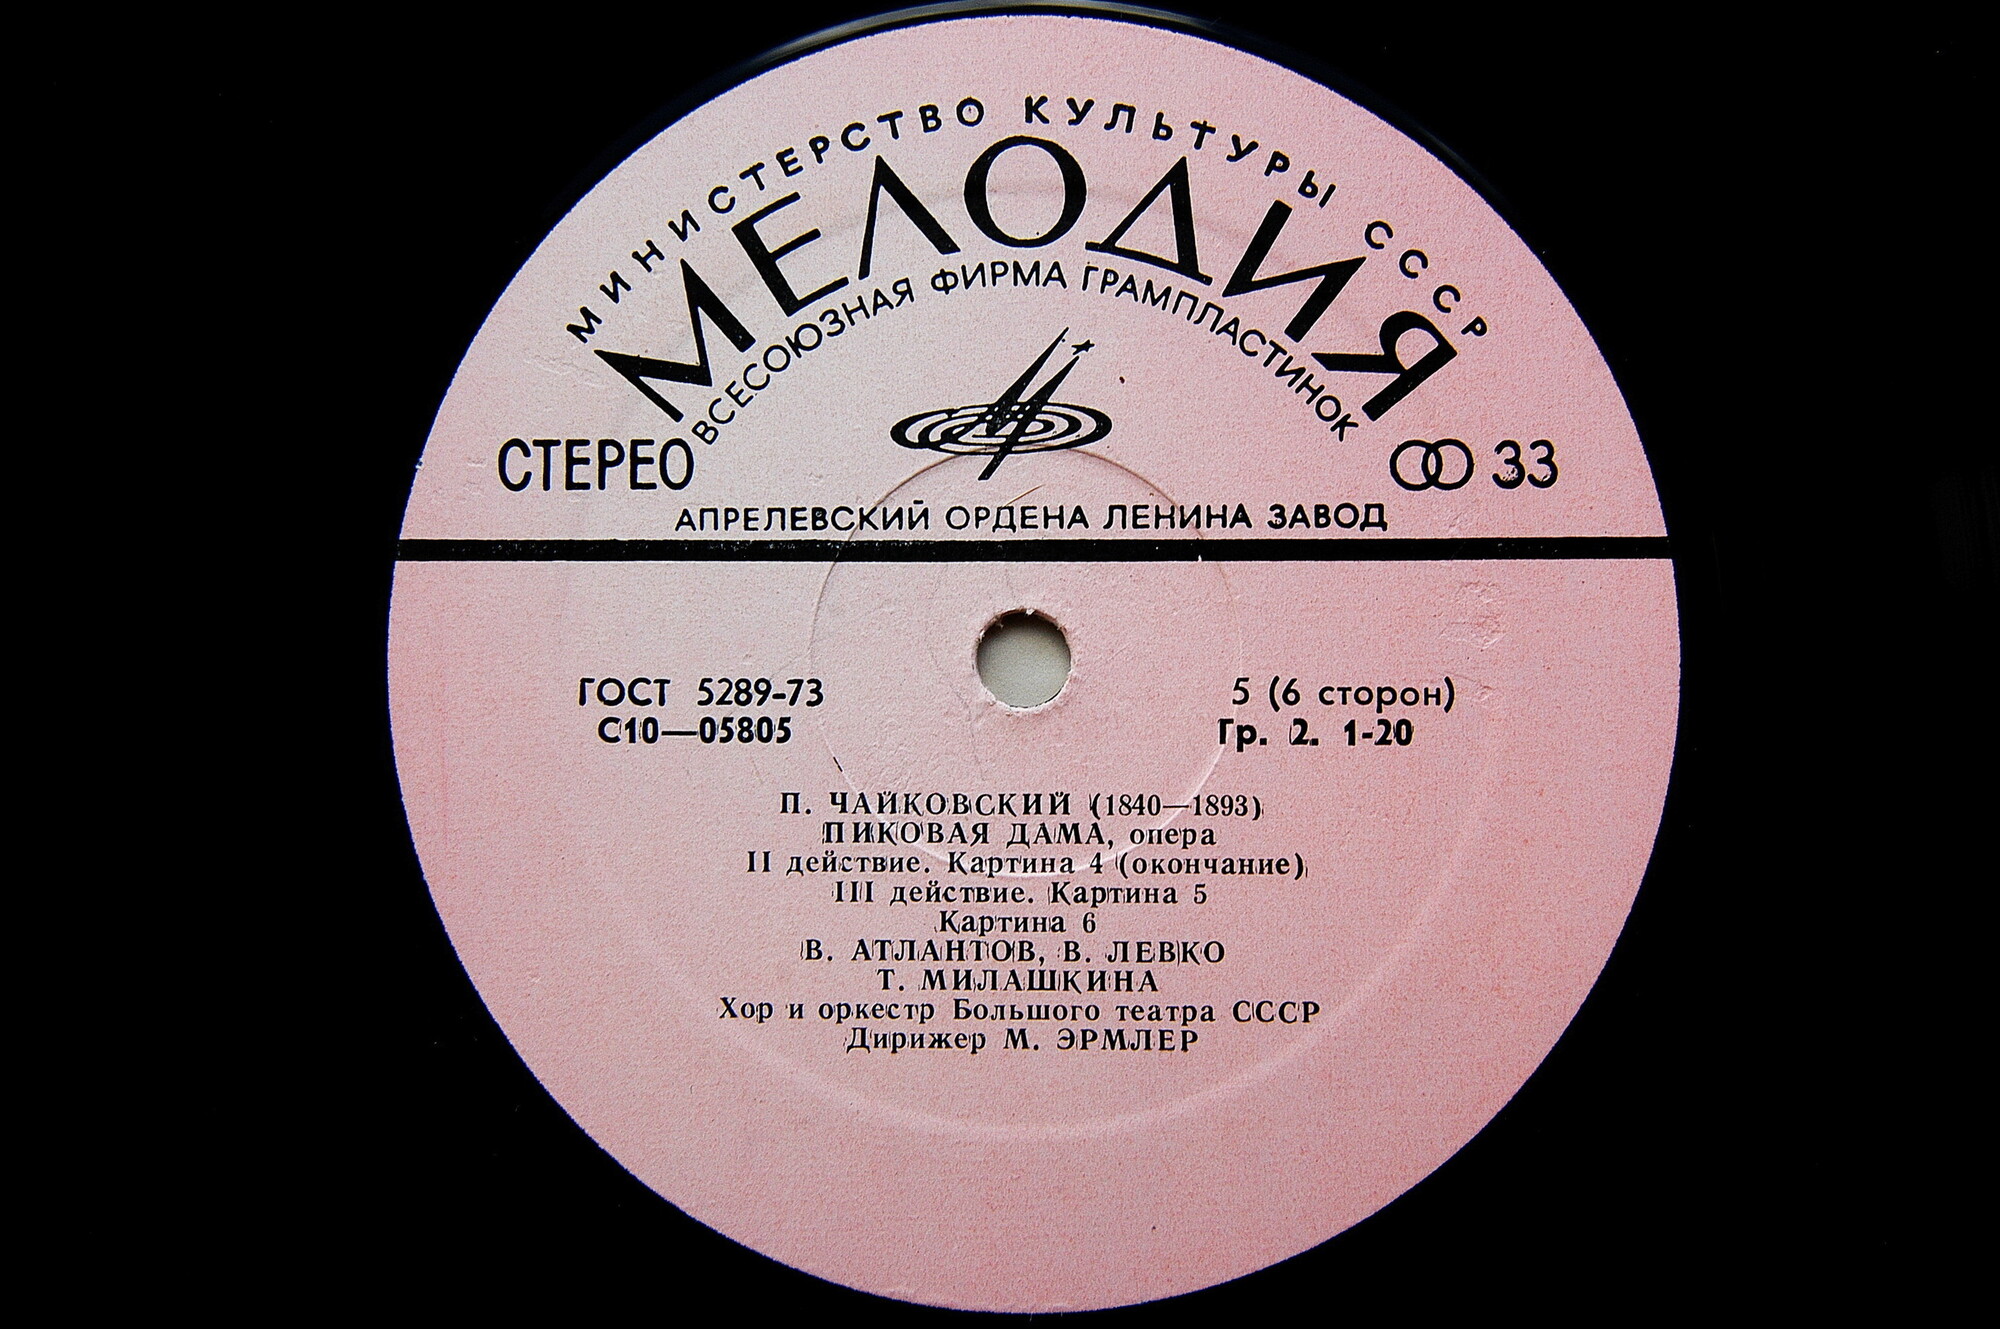 МИНИСТЕРСТВО КУЛЬТУРЫ СССР
МЕЛОДИЯ
ВСЕСОЮЗНАЯ ФИРМА ГРАМПЛАСТИНОК
СТЕРЕО
33
АПРЕЛЕВСКИЙ ОРДЕНА ЛЕНИНА ЗАВОД
ГОСТ 5289-73
С10—05805
5 (6 сторон)
Гр. 2. 1-20
П. ЧАЙКОВСКИЙ (1840—1893)
ПИКОВАЯ ДАМА, опера
II действие. Картина 4 (окончание)
III действие. Картина 5
Картина 6
В. АТЛАНТОВ, В. ЛЕВКО
Т. МИЛАШКИНА
Хор и оркестр Большого театра СССР
Дирижер М. ЭРМЛЕР